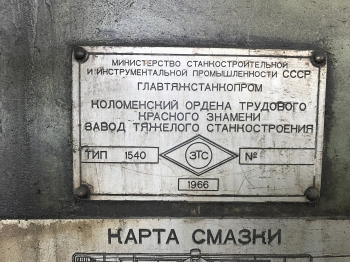 МИНИСТЕРСТВО СТАНКОСТРОИТЕЛЬНОЙ
И ИНСТРУМЕНТАЛЬНОЙ ПРОМЫШЛЕННОСТИ СССР
ГЛАВТЯЖСТАНКОПРОМ
КОЛОМЕНСКИЙ ОРДЕНА ТРУДОВОГО
КРАСНОГО ЗНАМЕНИ
ЗАВОД ТЯЖЕЛОГО СТАНКОСТРОЕНИЯ
ТИП 1540 ЗТС №
1966
КАРТА СМАЗКИ